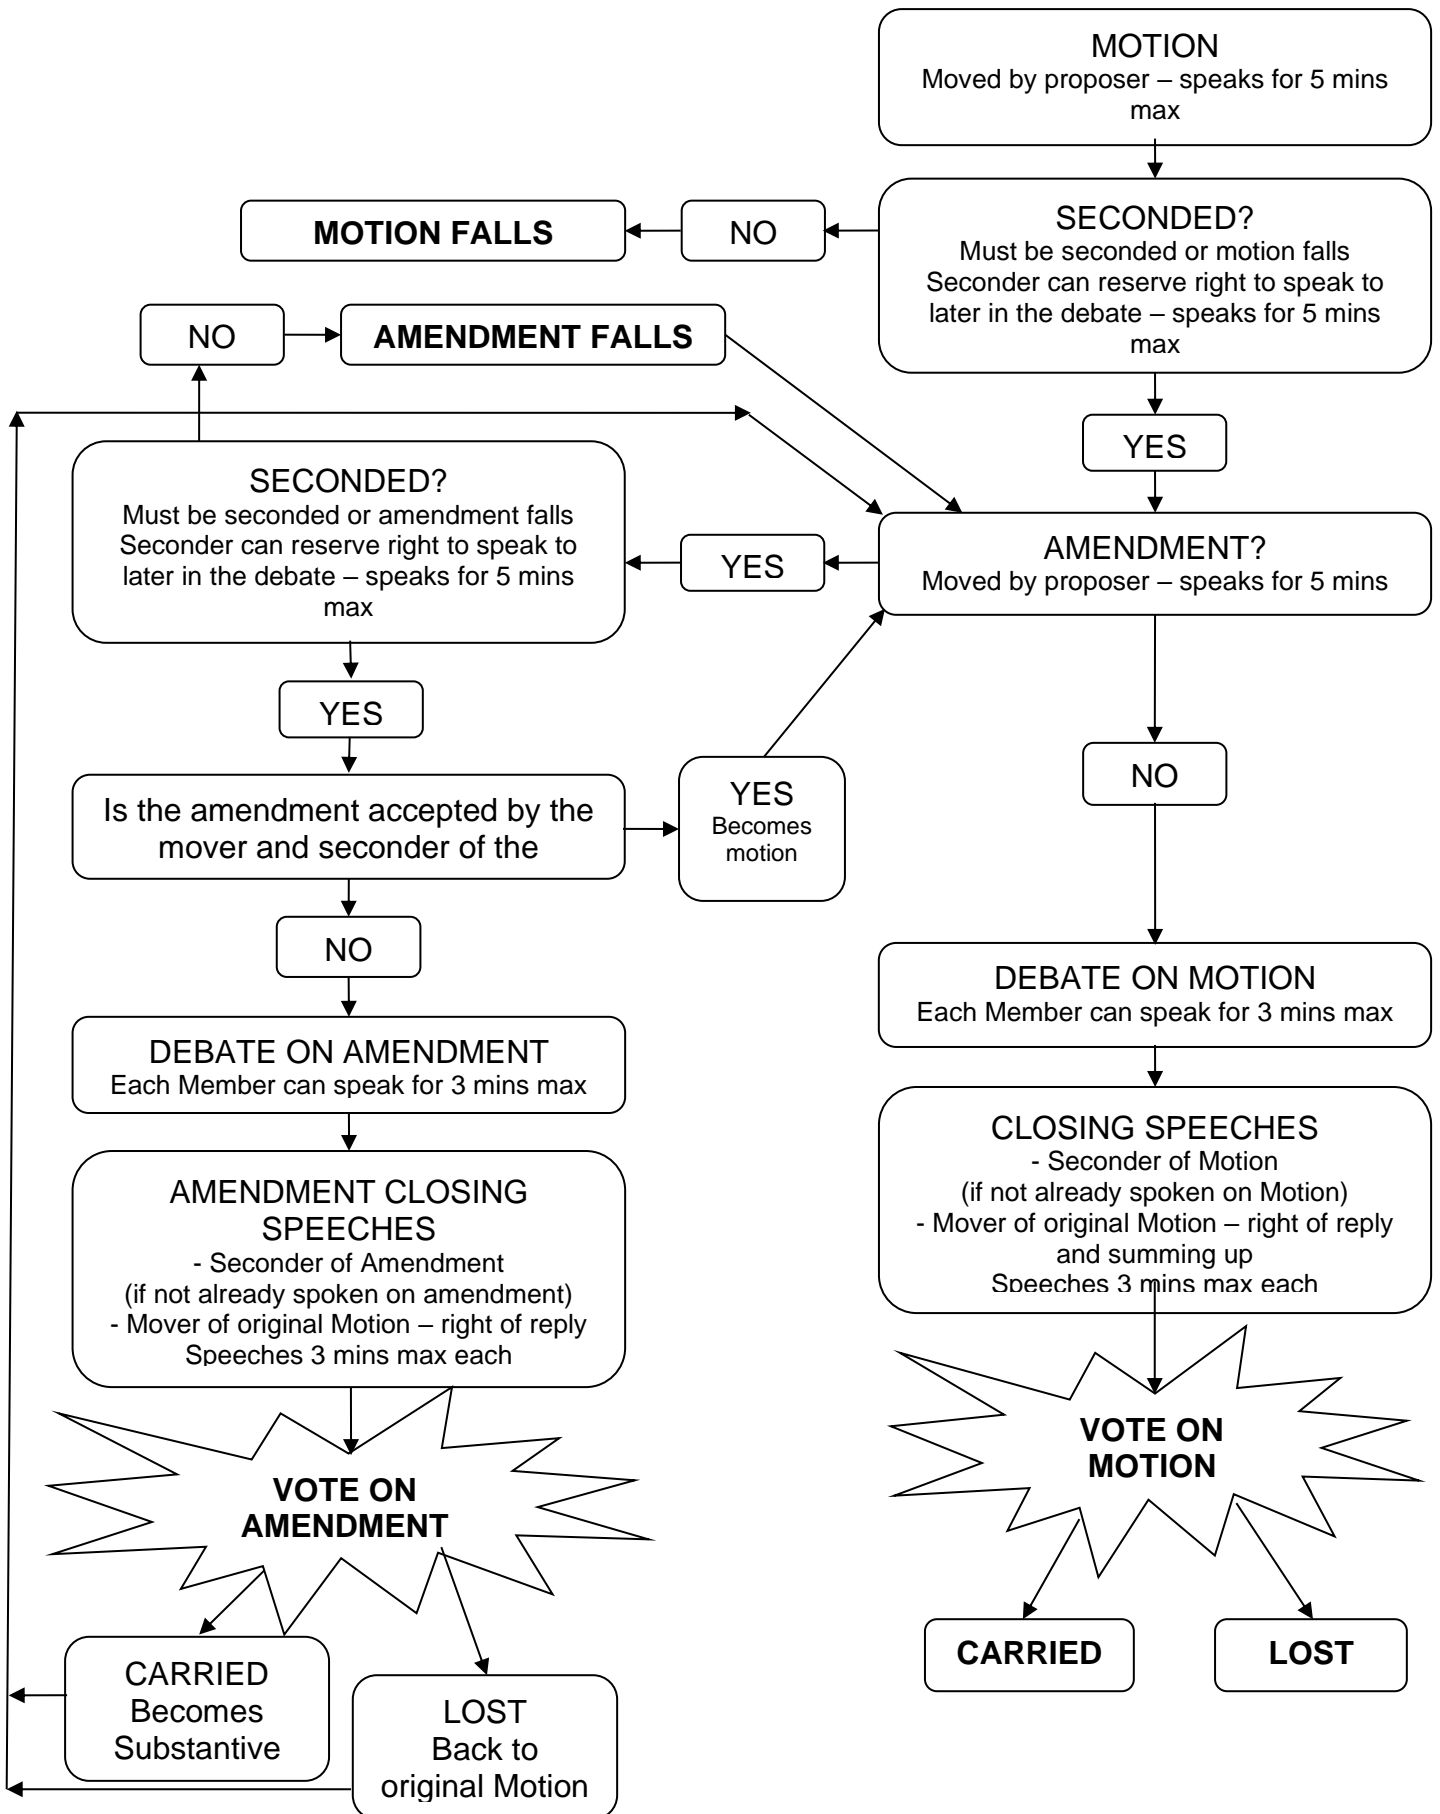 MOTION
Moved by proposer – speaks for 5 mins
max
SECONDED?
Must be seconded or motion falls
Seconder can reserve right to speak to
later in the debate – speaks for 5 mins
max
NO
MOTION FALLS
YES
AMENDMENT?
Moved by proposer – speaks for 5 mins
YES
SECONDED?
Must be seconded or amendment falls
Seconder can reserve right to speak to
later in the debate – speaks for 5 mins
max
NO
AMENDMENT FALLS
YES
Is the amendment accepted by the
mover and seconder of the
YES
Becomes
motion
NO
DEBATE ON AMENDMENT
Each Member can speak for 3 mins max
AMENDMENT CLOSING
SPEECHES
- Seconder of Amendment
(if not already spoken on amendment)
- Mover of original Motion – right of reply
Speeches 3 mins max each
VOTE ON
AMENDMENT
CARRIED
Becomes
Substantive
LOST
Back to
original Motion
NO
DEBATE ON MOTION
Each Member can speak for 3 mins max
CLOSING SPEECHES
- Seconder of Motion
(if not already spoken on Motion)
- Mover of original Motion – right of reply
and summing up
Speeches 3 mins max each
VOTE ON
MOTION
CARRIED
LOST